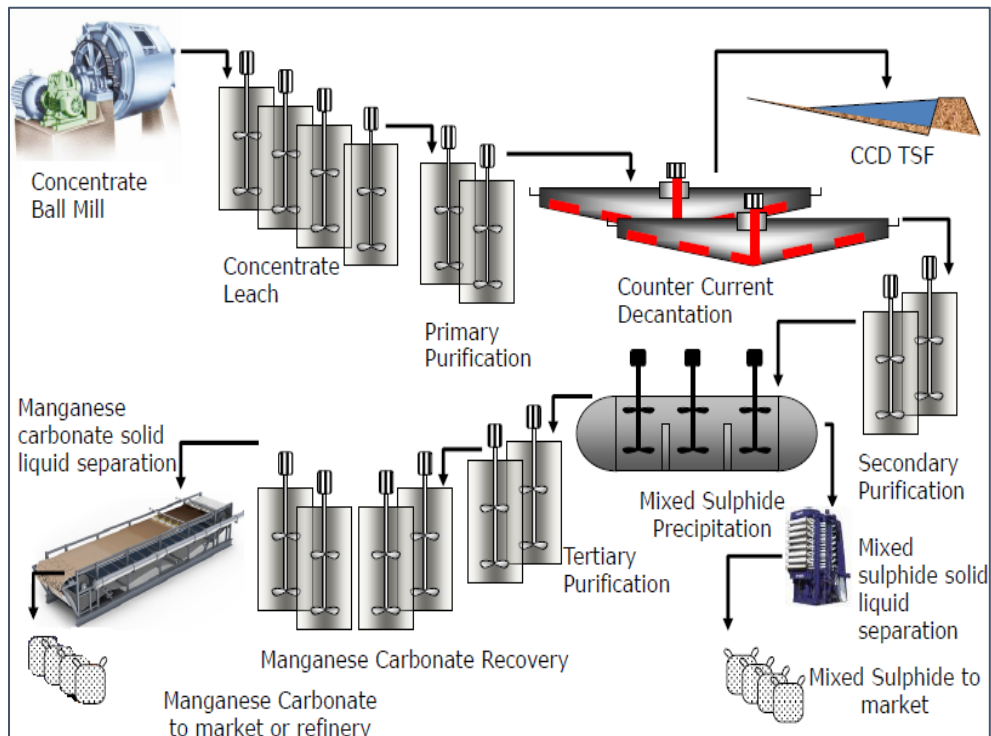 Concentrate
Ball Mill
Concentrate
Leach
Primary
Purification
CCD TSF
Counter Current
Decantation
Secondary
Purification
Mixed Sulphide
Precipitation
Mixed
sulphide solid
liquid
separation
Mixed Sulphide to
market
Tertiary
Purification
Manganese Carbonate Recovery
Manganese
carbonate solid
liquid separation
Manganese Carbonate
to market or refinery